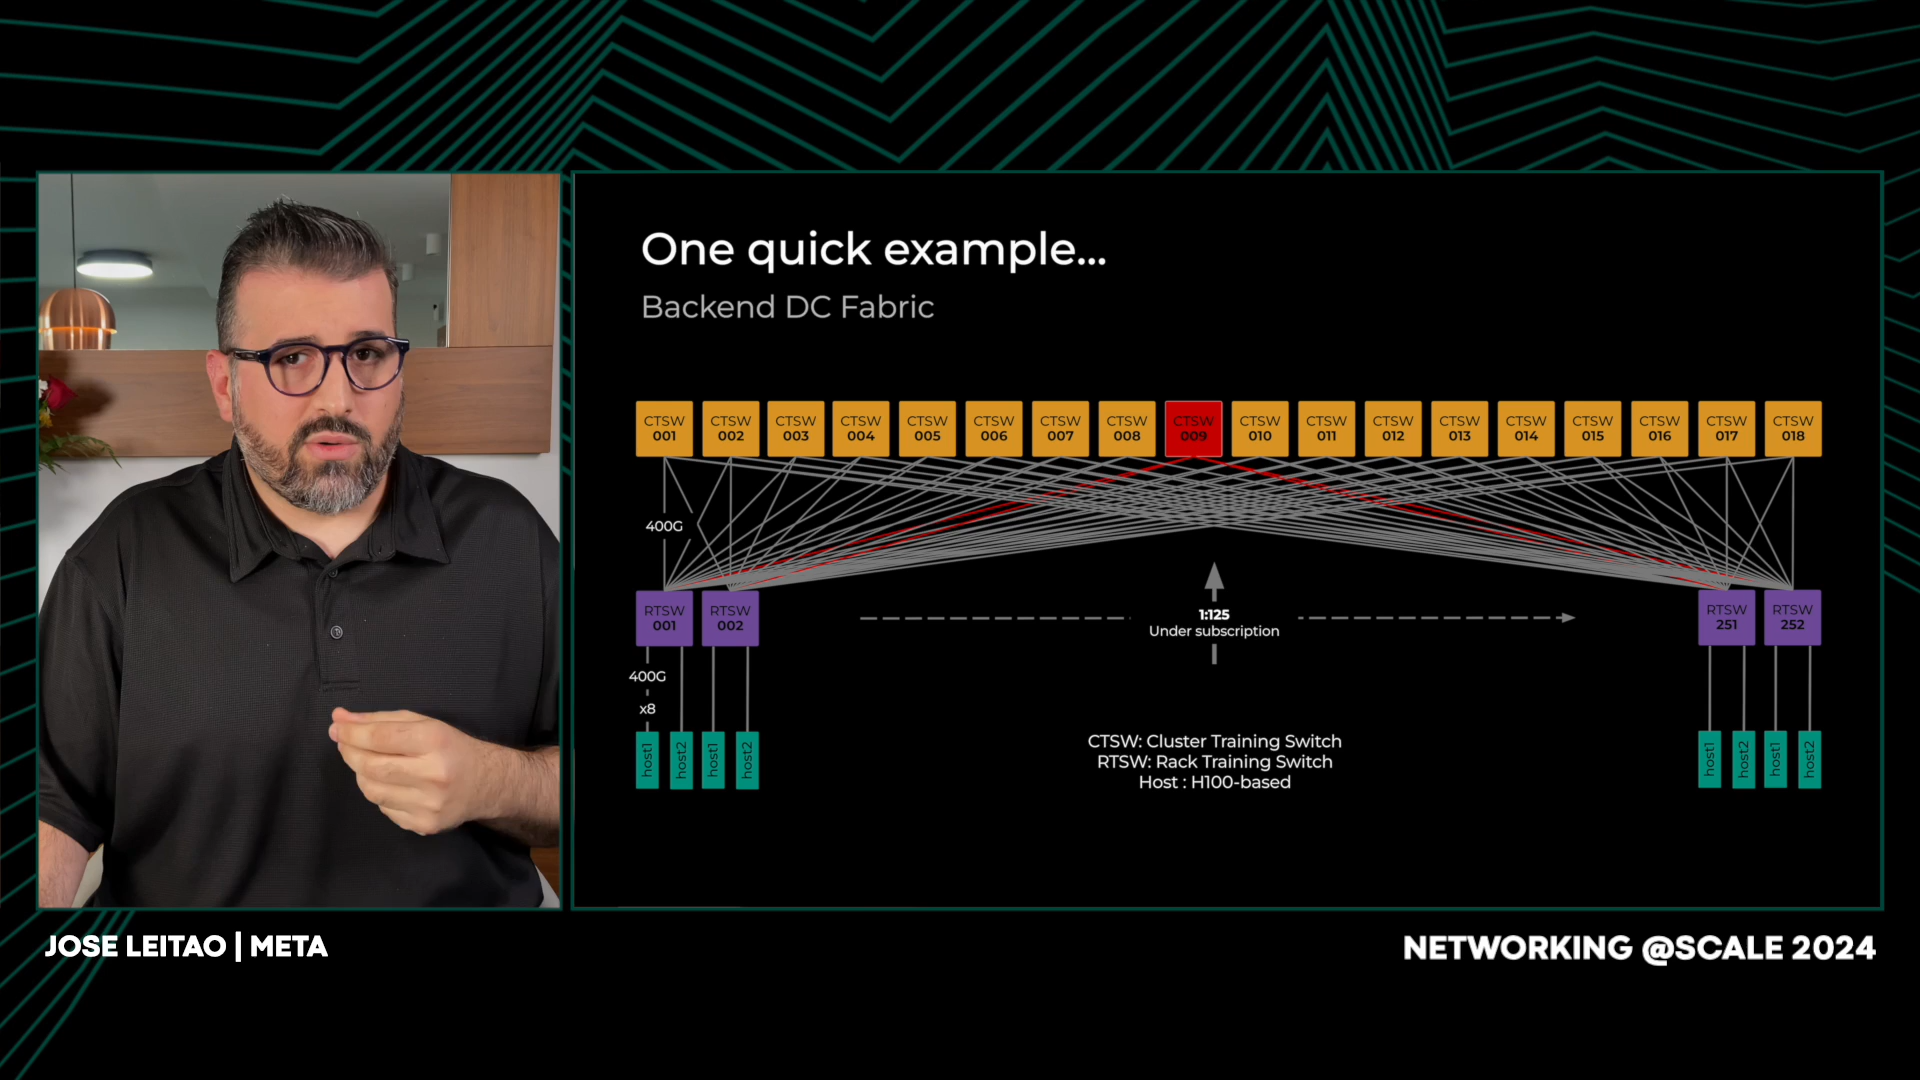 One quick example...
Backend DC Fabric
CTSW 001
CTSW 002
CTSW 003
CTSW 004
CTSW 005
CTSW 006
CTSW 007
CTSW 008
CTSW 009
CTSW 010
CTSW 011
CTSW 012
CTSW 013
CTSW 014
CTSW 015
CTSW 016
CTSW 017
CTSW 018
400G
RTSW 001
RTSW 002
1:125
Under subscription
RTSW 251
RTSW 252
400G
x8
host1
host2
host1
host2
CTSW: Cluster Training Switch
RTSW: Rack Training Switch
Host : H100-based
host1
host2
host1
host2
JOSE LEITAO | META
NETWORKING @SCALE 2024